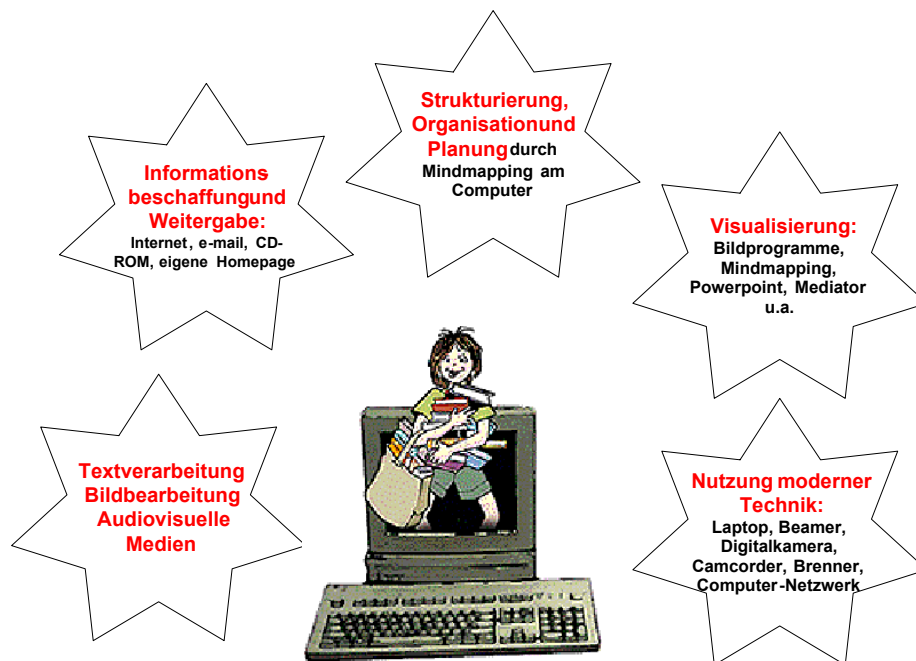 Strukturierung,
Organisationund
Planung durch
Mindmapping am
Computer
Informations
beschaffungund
Weitergabe:
Internet, e-mail, CD-
ROM, eigene Homepage
Visualisierung:
Bildprogramme,
Mindmapping,
Powerpoint, Mediator
u.a.
Textverarbeitung
Bildbearbeitung
Audiovisuelle
Medien
Nutzung moderner
Technik:
Laptop, Beamer,
Digitalkamera,
Camcorder, Brenner,
Computer-Netzwerk